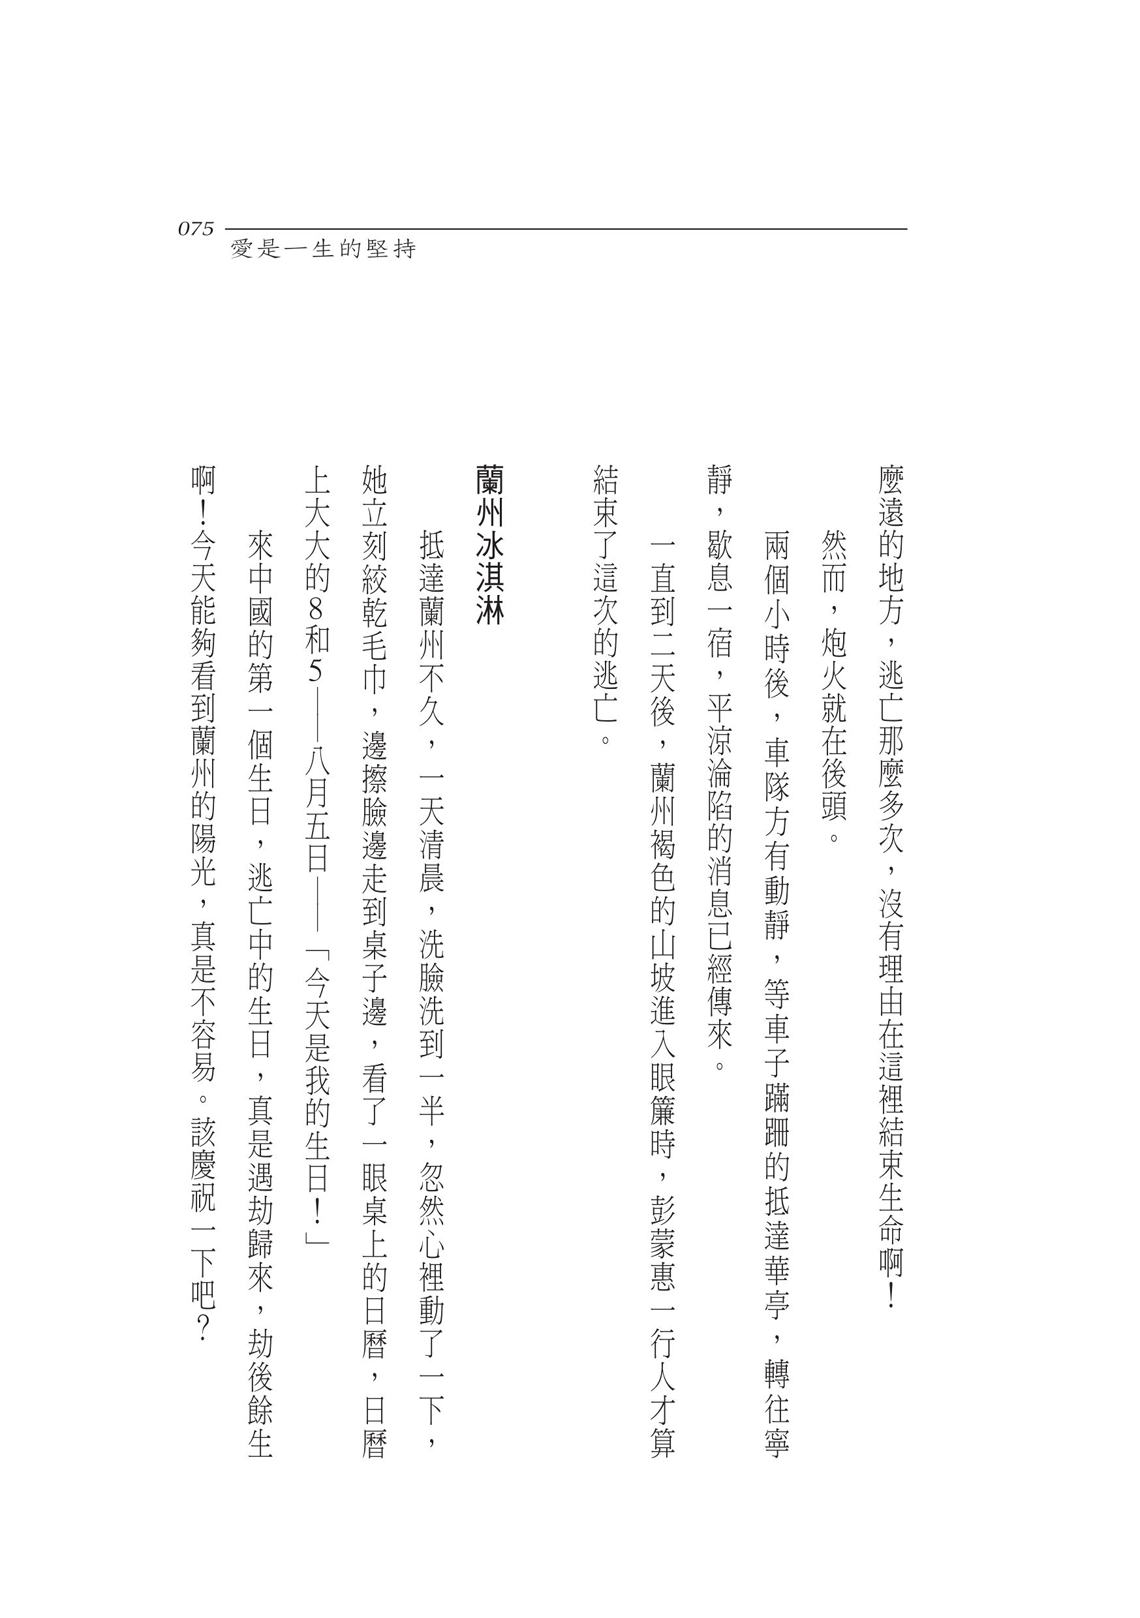 075
愛是一生的堅持
麼遠的地方，逃亡那麼多次，沒有理由在這裡結束生命啊！
然而，炮火就在後頭。
兩個小時後，車隊方有動靜，等車子蹣跚的抵達華亭，轉往寧
靜，歇息一宿，平涼淪陷的消息已經傳來。
一直到二天後，蘭州褐色的山坡進入眼簾時，彭蒙惠一行人才算
結束了這次的逃亡。
蘭州冰淇淋
抵達蘭州不久，一天清晨，洗臉洗到一半，忽然心裡動了一下，
她立刻絞乾毛巾，邊擦臉邊走到桌子邊，看了一眼桌上的日曆，日曆
上大大的8和5——八月五日——「今天是我的生日！」
來中國的第一個生日，逃亡中的生日，真是遇劫歸來，劫後餘生
啊！今天能夠看到蘭州的陽光，真是不容易。該慶祝一下吧？